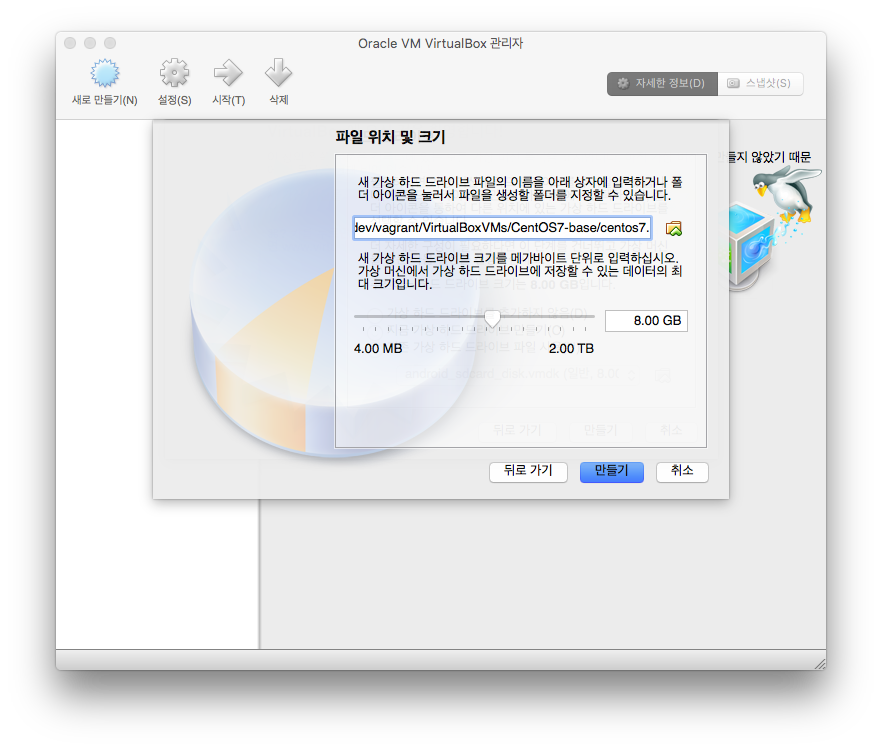 Oracle VM VirtualBox 관리자
새로 만들기(N)
설정(S)
시작(T)
삭제
자세한 정보(D)
스냅샷(S)
파일 위치 및 크기
들지 않았기 때문
새 가상 하드 드라이브 파일의 이름을 아래 상자에 입력하거나 폴
더 아이콘을 눌러서 파일을 생성할 폴더를 지정할 수 있습니다.
dev/vagrant/VirtualBoxVMs/CentOS7-base/centos7.
새 가상 하드 드라이브 크기를 메가바이트 단위로 입력하십시오.
가상 머신에서 가상 하드 드라이브에 저장할 수 있는 데이터의 최
대 크기입니다.
8.00 GB
4.00 MB
2.00 TB
뒤로 가기
만들기
취소
뒤로 가기
만들기
취소